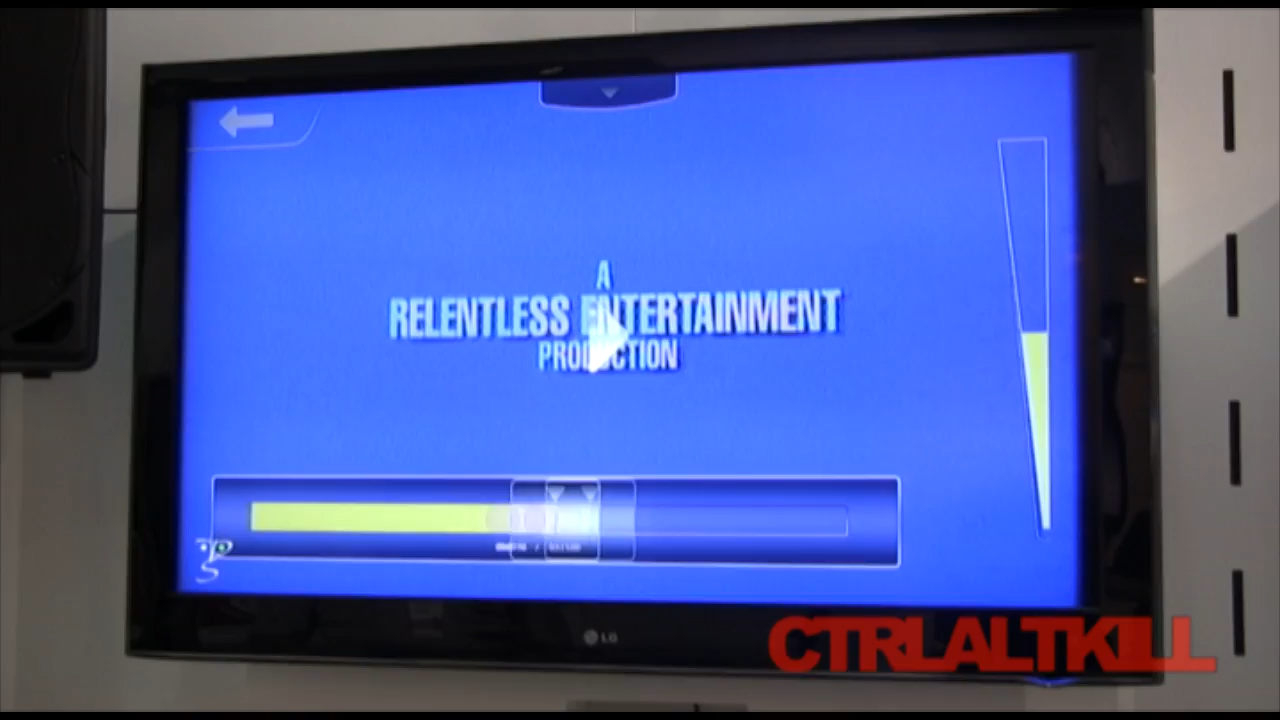 A
RELENTLESS ENTERTAINMENT
PRODUCTION
LG
CTRLALTKILL